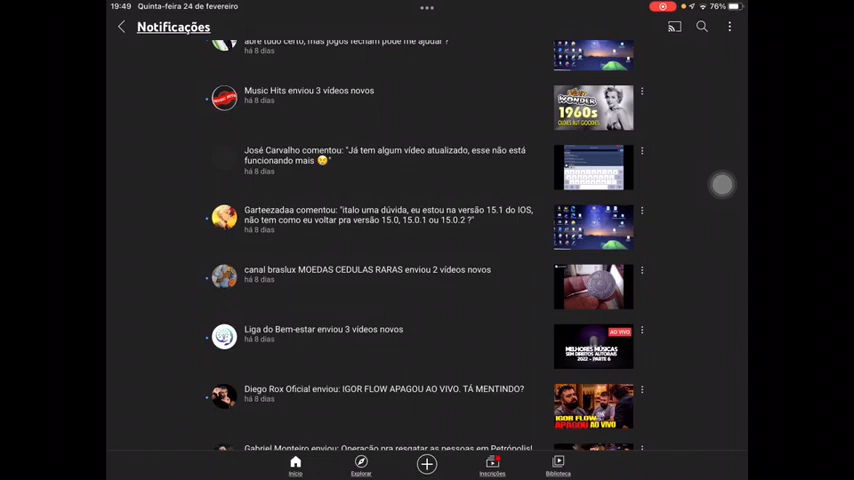 19:49 Quinta-feira 24 de fevereiro
76%
Notificações
abre tudo certo, mas jogos fecham pude me ajudar ?
há 8 dias
Music Hits enviou 3 vídeos novos
há 8 dias
WONDER
1960s
OLDIES BUT GOODIES
José Carvalho comentou: "Já tem algum vídeo atualizado, esse não está
funcionando mais 😢"
há 8 dias
Garteezadaa comentou: "italo uma dúvida, eu estou na versão 15.1 do IOS,
não tem como eu voltar pra versão 15.0, 15.0.1 ou 15.0.2 ?"
há 8 dias
canal braslux MOEDAS CEDULAS RARAS enviou 2 vídeos novos
há 8 dias
Liga do Bem-estar enviou 3 vídeos novos
há 8 dias
AO VIVO
MELHORES MÚSICAS
SEM DIREITOS AUTORAIS
2022 - PARTE 6
Diego Rox Oficial enviou: IGOR FLOW APAGOU AO VIVO. TÁ MENTINDO?
há 8 dias
IGOR FLOW
APAGOU AO VIVO
Gabriel Monteiro enviou: Operação pra resgatar as pessoas em Petrópolis!
Início
Explorar
Inscrições
Biblioteca